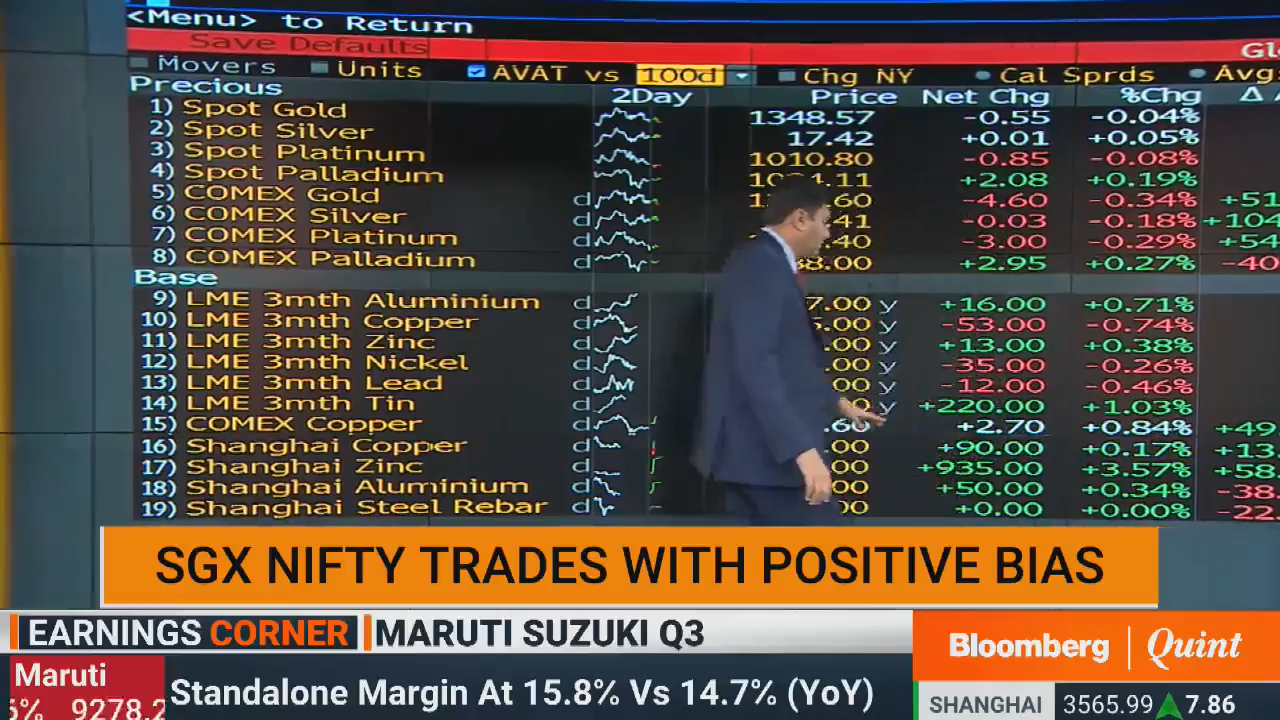 <Menu> to Return
Save Defaults
Movers Units AVAT vs 100d Chg NY Cal Sprds Avg
Precious 2Day Price Net Chg %Chg Δ
1) Spot Gold 1348.57 -0.55 -0.04%
2) Spot Silver 17.42 +0.01 +0.05%
3) Spot Platinum 1010.80 -0.85 -0.08%
4) Spot Palladium +2.08 +0.19%
5) COMEX Gold d -4.60 -0.34% +51
6) COMEX Silver d -0.03 -0.18% +104
7) COMEX Platinum d -3.00 -0.29% +54
8) COMEX Palladium d +2.95 +0.27% -40
Base
9) LME 3mth Aluminium d y +16.00 +0.71%
10) LME 3mth Copper d y -53.00 -0.74%
11) LME 3mth Zinc d y +13.00 +0.38%
12) LME 3mth Nickel d y -35.00 -0.26%
13) LME 3mth Lead d y -12.00 -0.46%
14) LME 3mth Tin d y +220.00 +1.03%
15) COMEX Copper d +2.70 +0.84% +49
16) Shanghai Copper d +90.00 +0.17% +13
17) Shanghai Zinc d +935.00 +3.57% +58
18) Shanghai Aluminium d +50.00 +0.34% -38
19) Shanghai Steel Rebar d +0.00 +0.00% -22
SGX NIFTY TRADES WITH POSITIVE BIAS
EARNINGS CORNER MARUTI SUZUKI Q3
Bloomberg | Quint
Maruti
% 9278.2
Standalone Margin At 15.8% Vs 14.7% (YoY)
SHANGHAI 3565.99 7.86